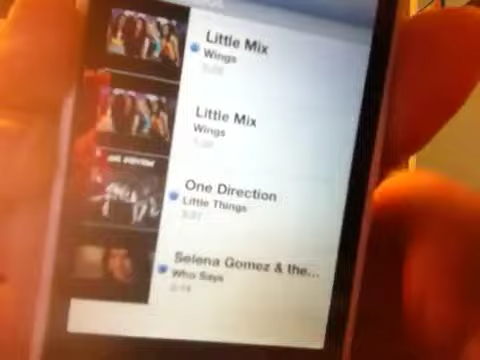 Little Mix
Wings
Little Mix
Wings
One Direction
Little Things
Selena Gomez & the...
Who Says